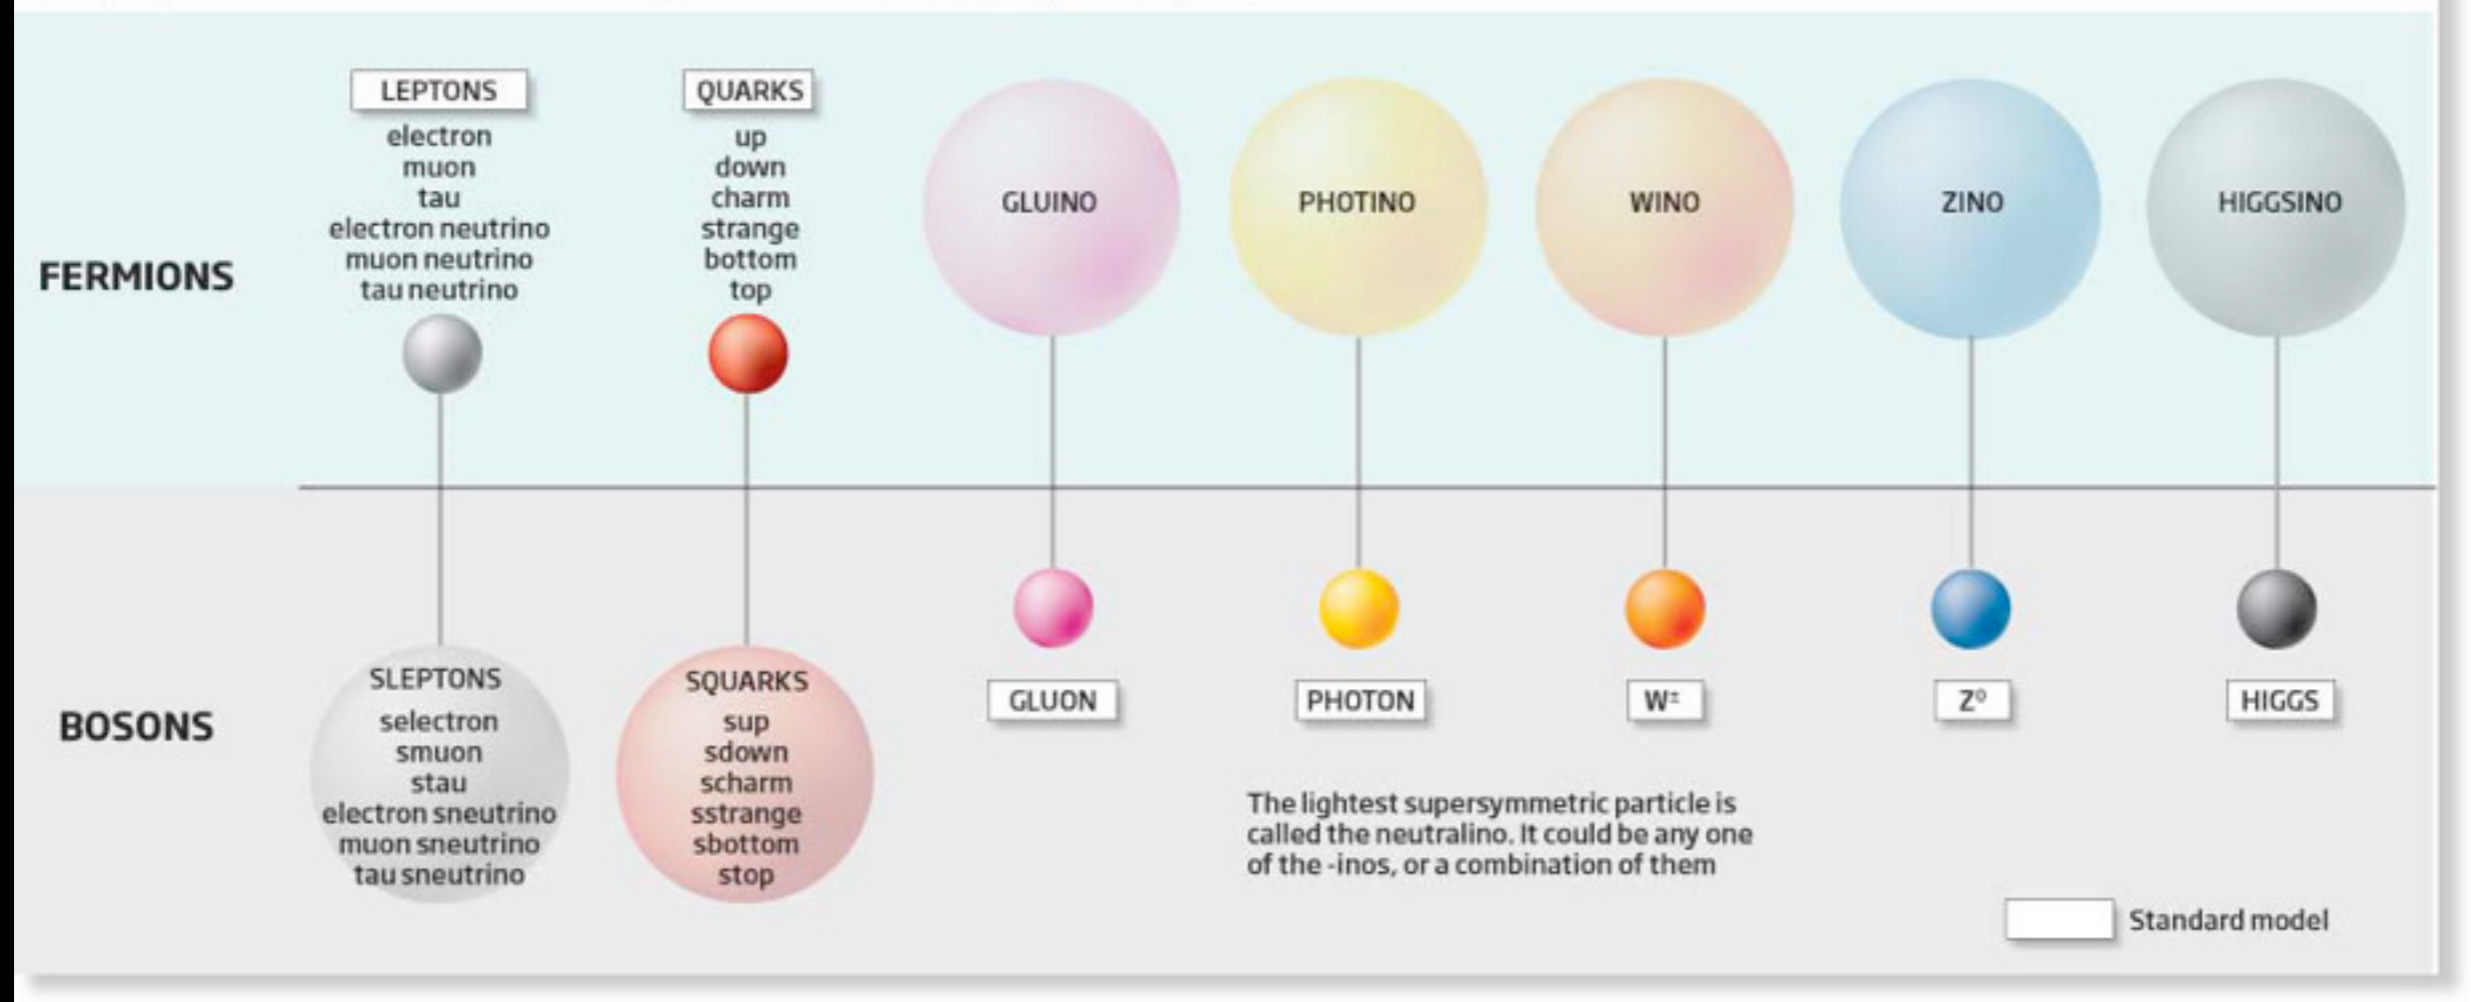 LEPTONS
electron
muon
tau
electron neutrino
muon neutrino
tau neutrino
QUARKS
up
down
charm
strange
bottom
top
GLUINO
PHOTINO
WINO
ZINO
HIGGSINO
FERMIONS
BOSONS
SLEPTONS
selectron
smuon
stau
electron sneutrino
muon sneutrino
tau sneutrino
SQUARKS
sup
sdown
scharm
sstrange
sbottom
stop
GLUON
PHOTON
W±
Z⁰
HIGGS
The lightest supersymmetric particle is
called the neutralino. It could be any one
of the -inos, or a combination of them
Standard model